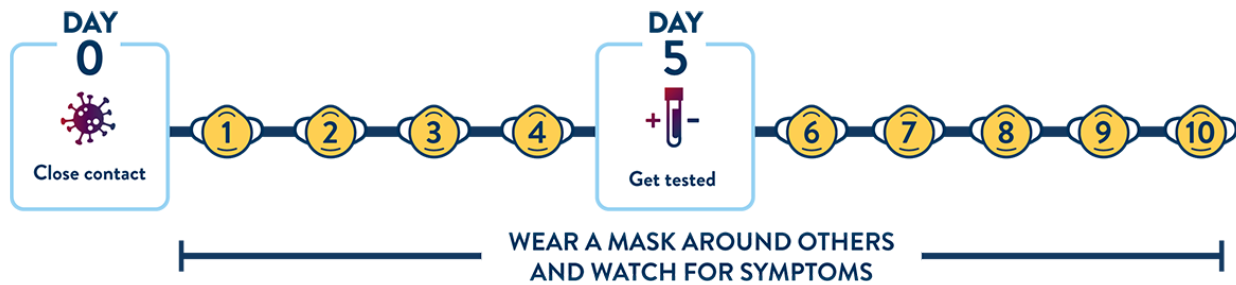 DAY
0
Close contact
1
2
3
4
DAY
5
+ -
Get tested
6
7
8
9
10
WEAR A MASK AROUND OTHERS
AND WATCH FOR SYMPTOMS